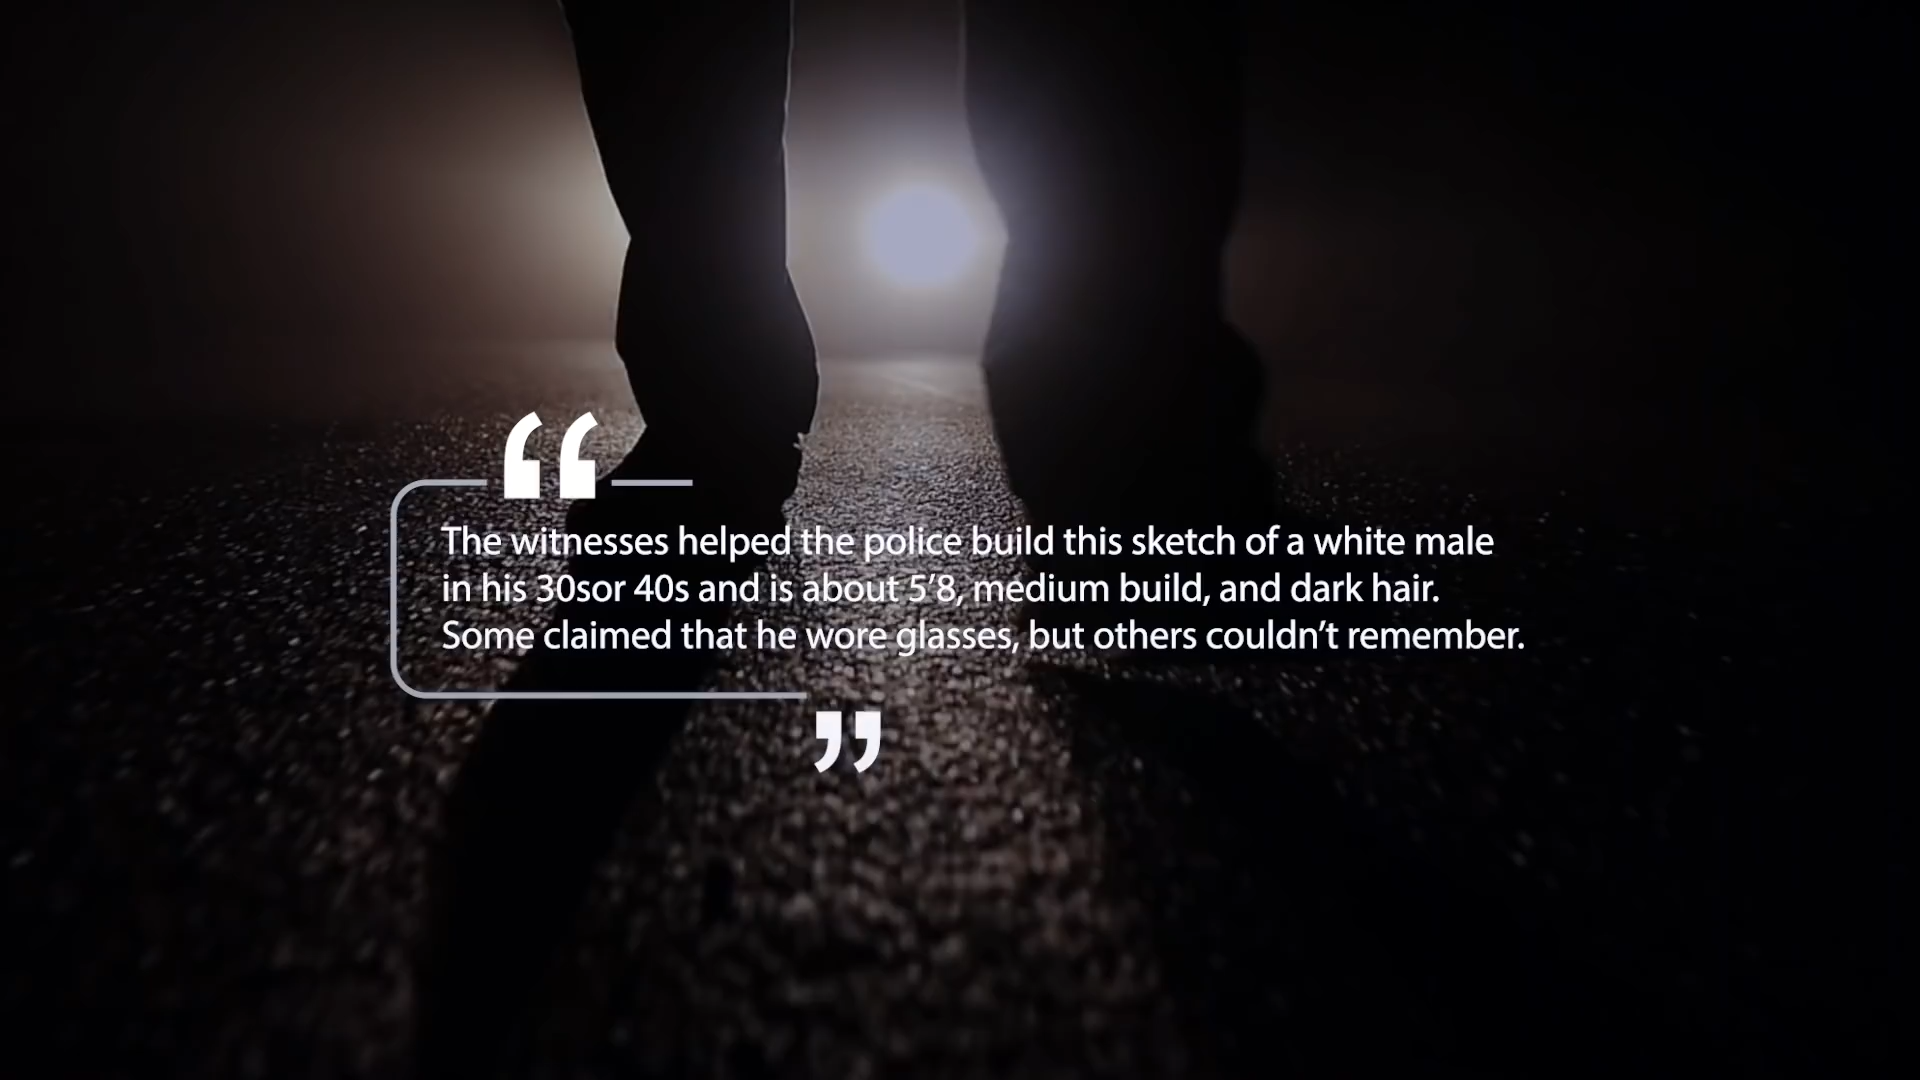 “
The witnesses helped the police build this sketch of a white male
in his 30sor 40s and is about 5’8, medium build, and dark hair.
Some claimed that he wore glasses, but others couldn’t remember.
”